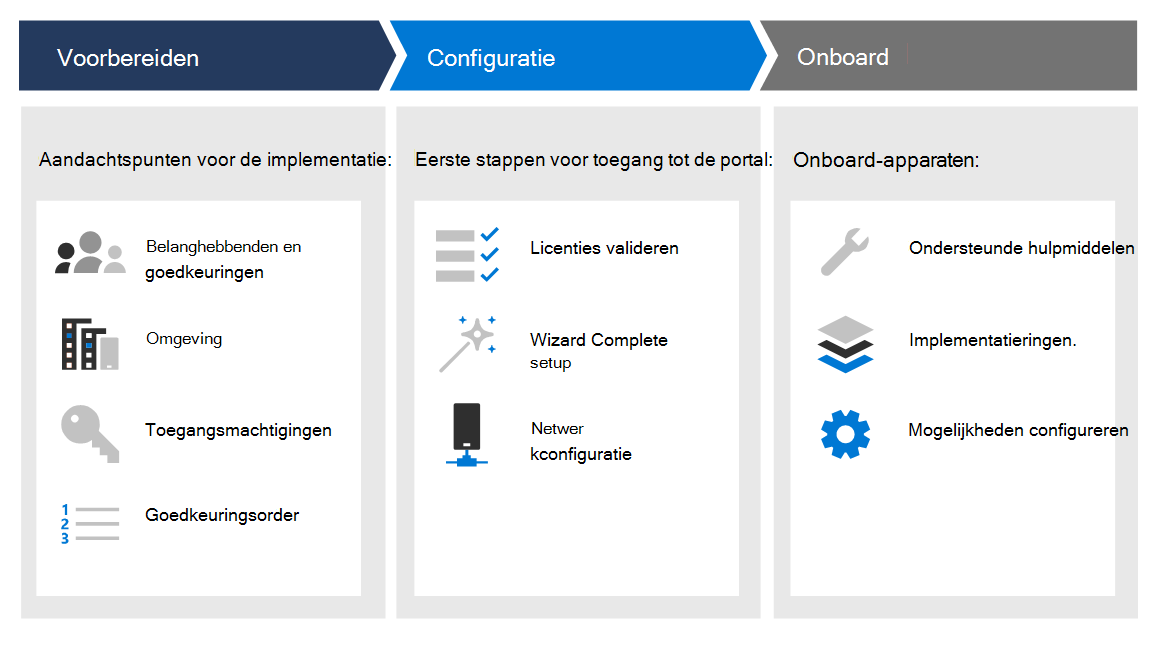 Voorbereiden
Configuratie
Onboard
Aandachtspunten voor de implementatie:
Belanghebbenden en
goedkeuringen
Omgeving
Toegangsmachtigingen
1
2
3
Goedkeuringsorder
Eerste stappen voor toegang tot de portal:
Licenties valideren
Wizard Complete
setup
Netwer
kconfiguratie
Onboard-apparaten:
Ondersteunde hulpmiddelen
Implementatieringen.
Mogelijkheden configureren